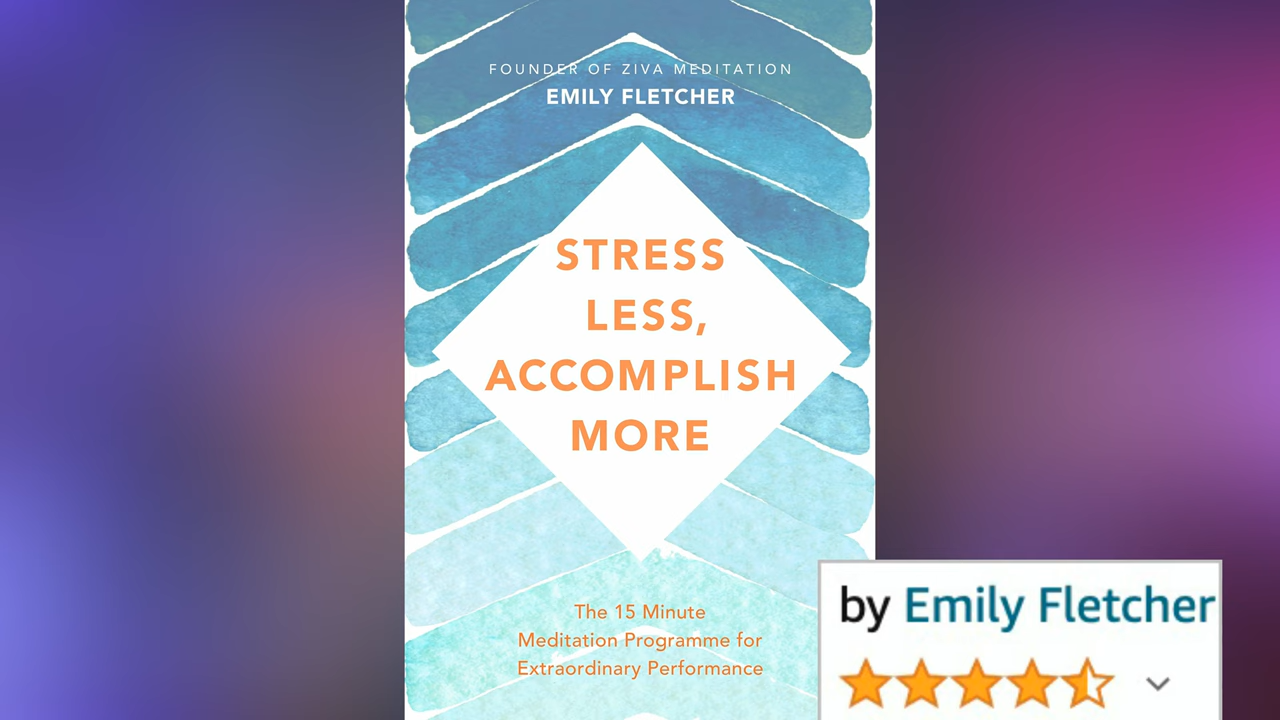 FOUNDER OF ZIVA MEDITATION
EMILY FLETCHER
STRESS
LESS,
ACCOMPLISH
MORE
The 15 Minute
Meditation Programme for
Extraordinary Performance
by Emily Fletcher